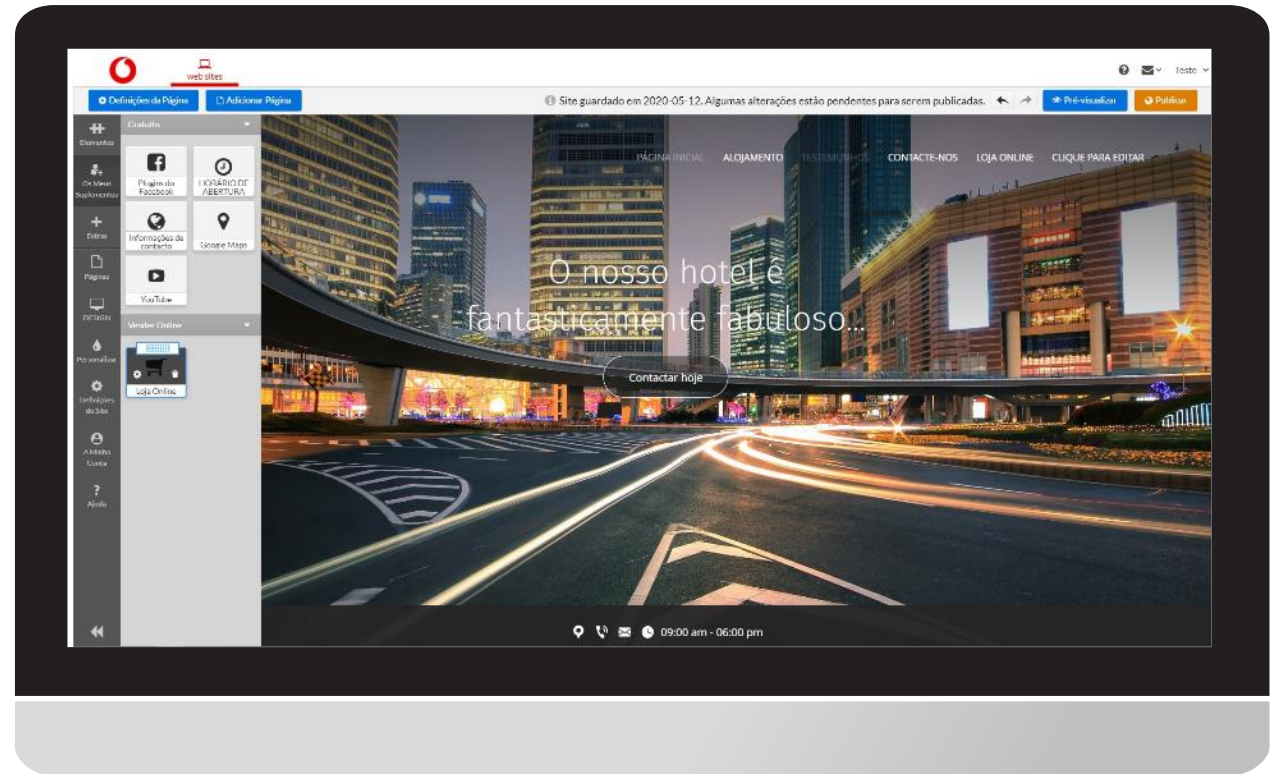 web sites
Teste
Definições da Página
Adicionar Página
Site guardado em 2020-05-12. Algumas alterações estão pendentes para serem publicadas.
Pré-visualizar
Publicar
Elementos
Os Meus
Suplementos
Extras
Páginas
DESIGN
Personalizar
Definições
do Site
A Minha
Conta
?
Ajuda
Gratuito
Plugins do
Facebook
HORÁRIO DE
ABERTURA
Informações de
contacto
Google Maps
YouTube
Vender Online
Loja Online
PÁGINA INICIAL
ALOJAMENTO
TESTEMUNHOS
CONTACTE-NOS
LOJA ONLINE
CLIQUE PARA EDITAR
O nosso hotel é
fantasticamente fabuloso...
Contactar hoje
09:00 am - 06:00 pm